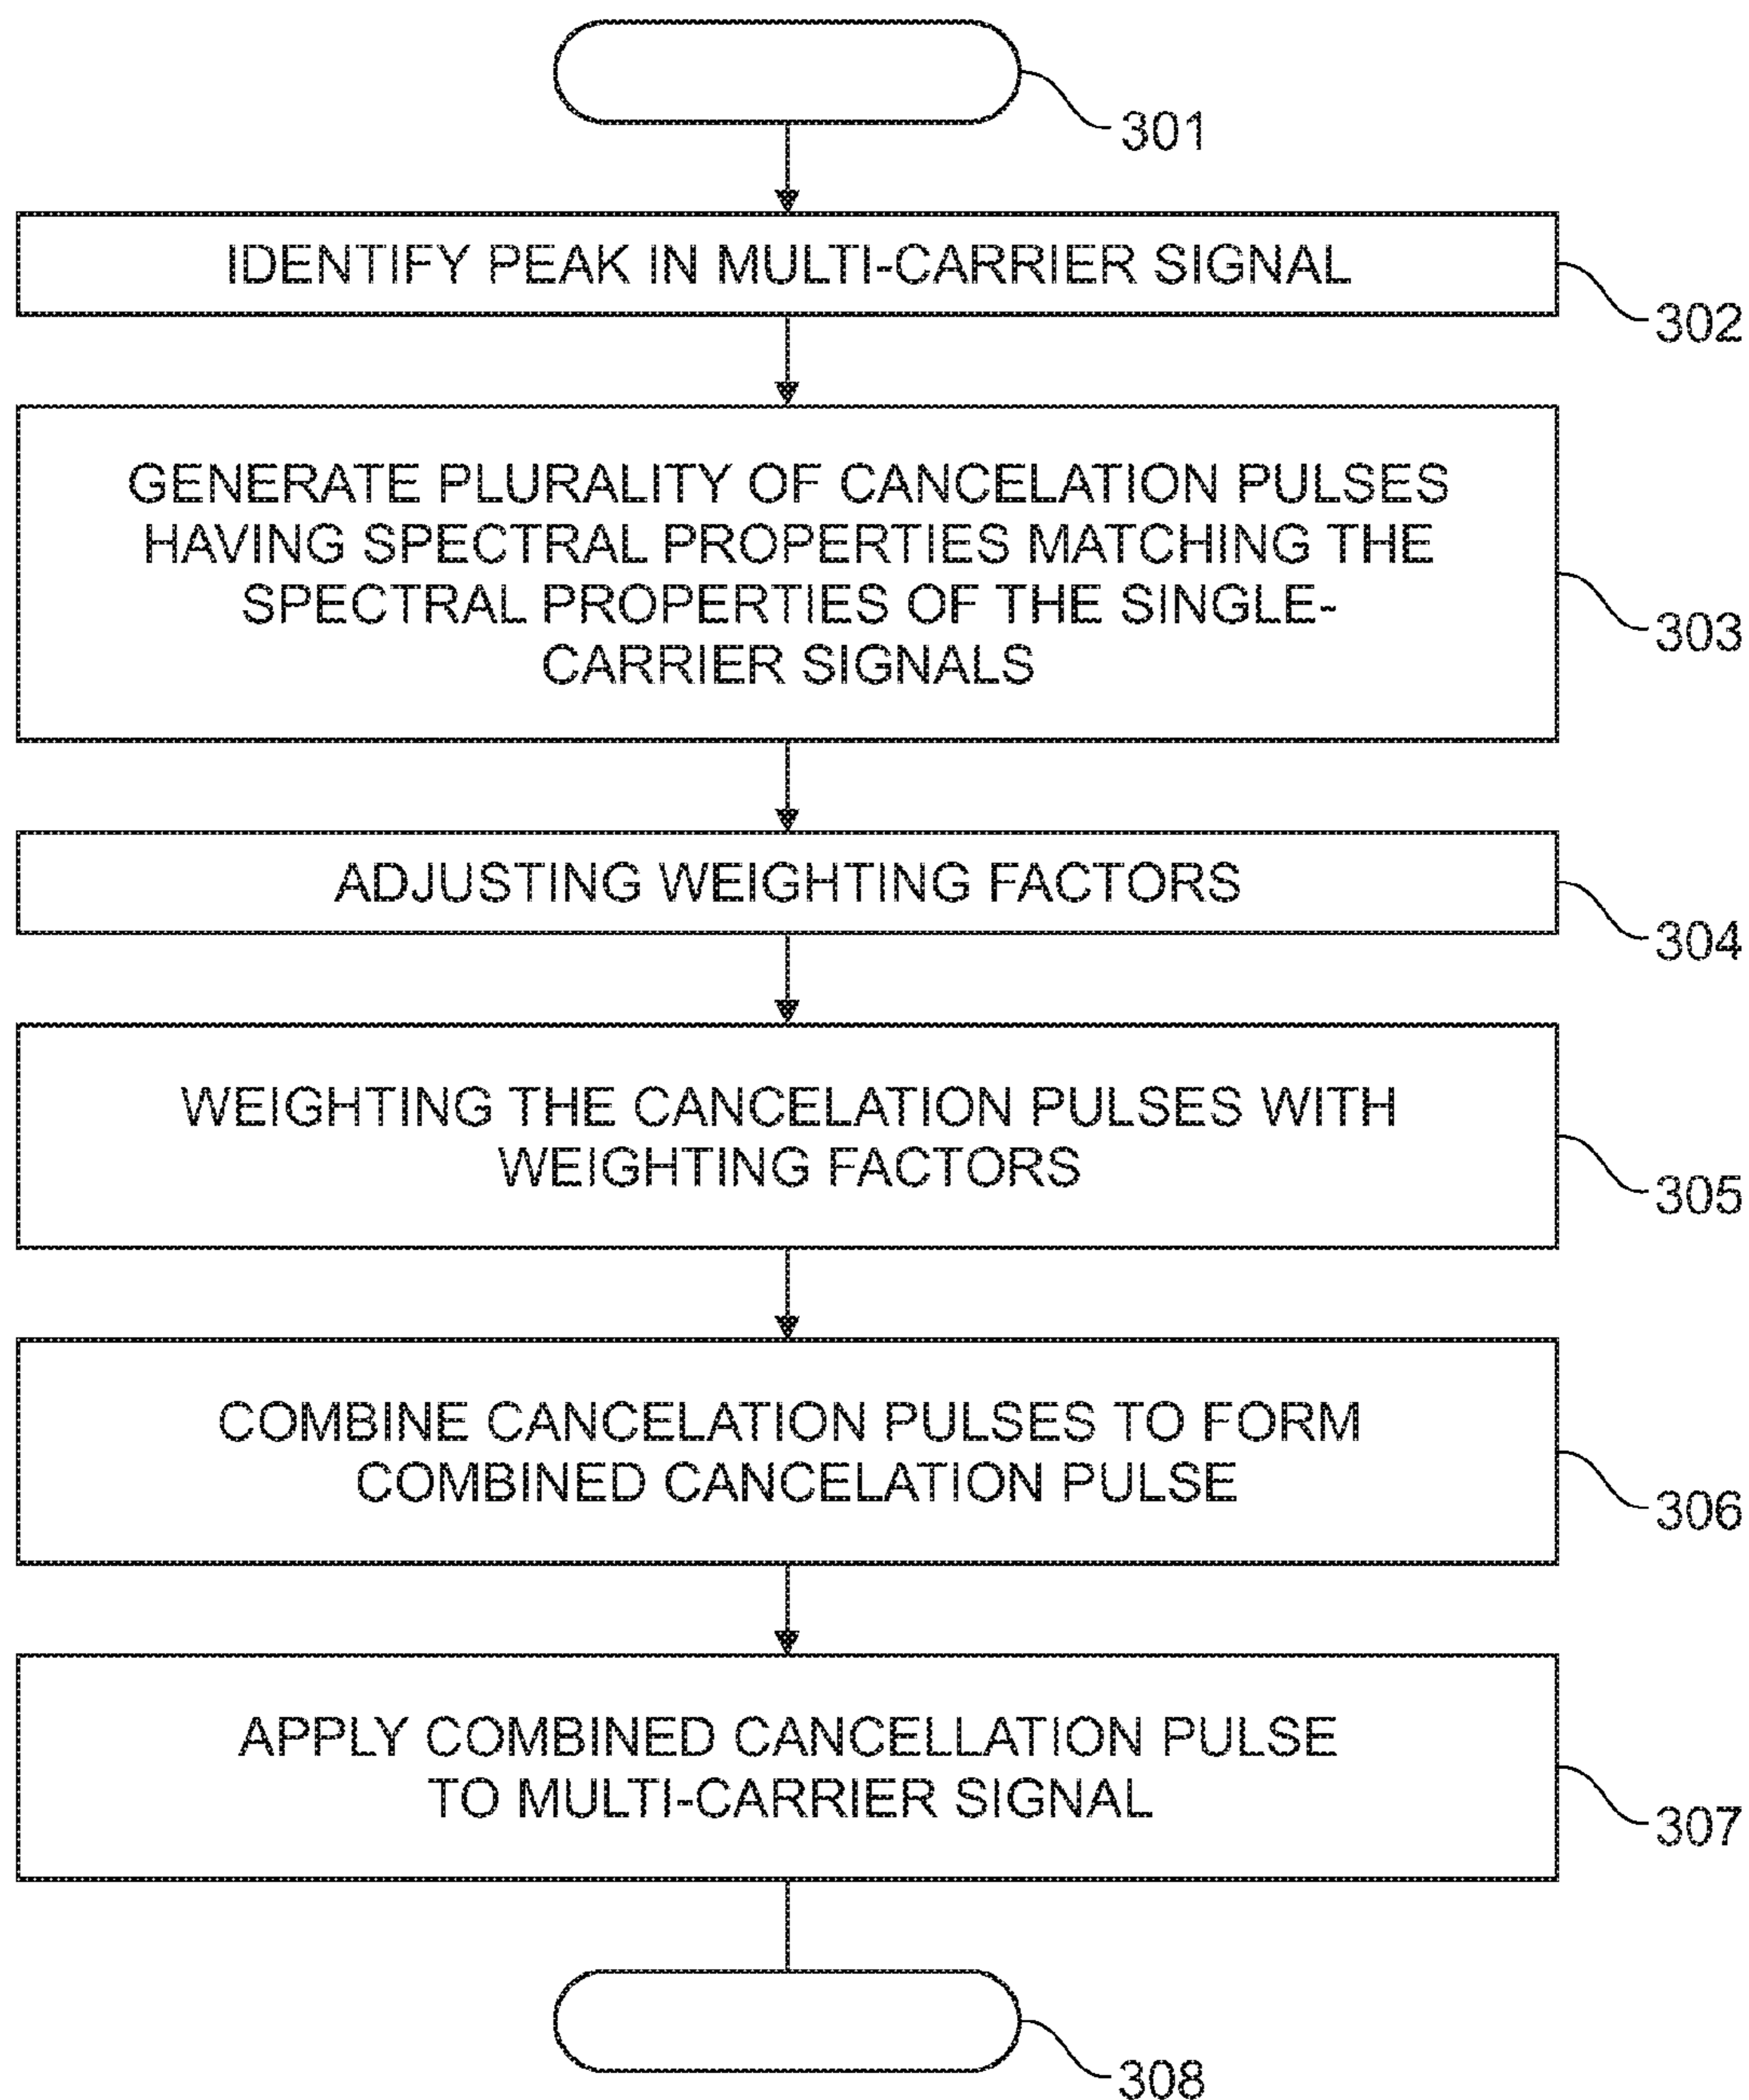 301
IDENTIFY PEAK IN MULTI-CARRIER SIGNAL
302
GENERATE PLURALITY OF CANCELATION PULSES
HAVING SPECTRAL PROPERTIES MATCHING THE
SPECTRAL PROPERTIES OF THE SINGLE-
CARRIER SIGNALS
303
ADJUSTING WEIGHTING FACTORS
304
WEIGHTING THE CANCELATION PULSES WITH
WEIGHTING FACTORS
305
COMBINE CANCELATION PULSES TO FORM
COMBINED CANCELATION PULSE
306
APPLY COMBINED CANCELLATION PULSE
TO MULTI-CARRIER SIGNAL
307
308